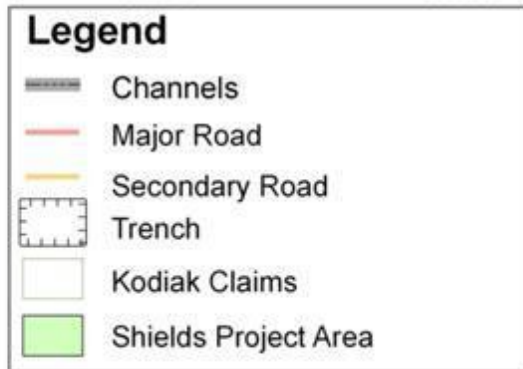 Legend
Channels
Major Road
Secondary Road
Trench
Kodiak Claims
Shields Project Area